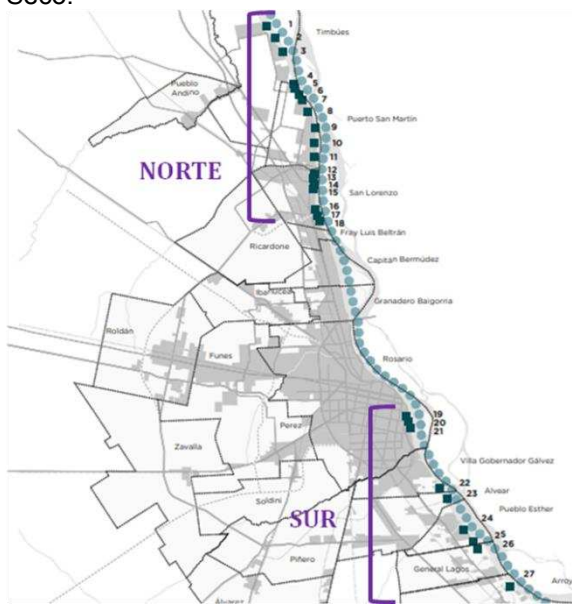 Seco.
1
Timbúes
2
3
4
5
Pueblo
Andino
6
7
8
Puerto San Martín
9
10
11
NORTE
12
13
14
San Lorenzo
15
16
17
18
Fray Luis Beltrán
Ricardone
Capitán Bermúdez
Ibarlucea
Granadero Baigorria
Roldán
Funes
Rosario
19
20
21
Perez
Zavalla
Villa Gobernador Gálvez
22
Alvear
23
Pueblo Esther
Soldini
SUR
24
25
26
Piñero
General Lagos
27
Arroy
Álvarez